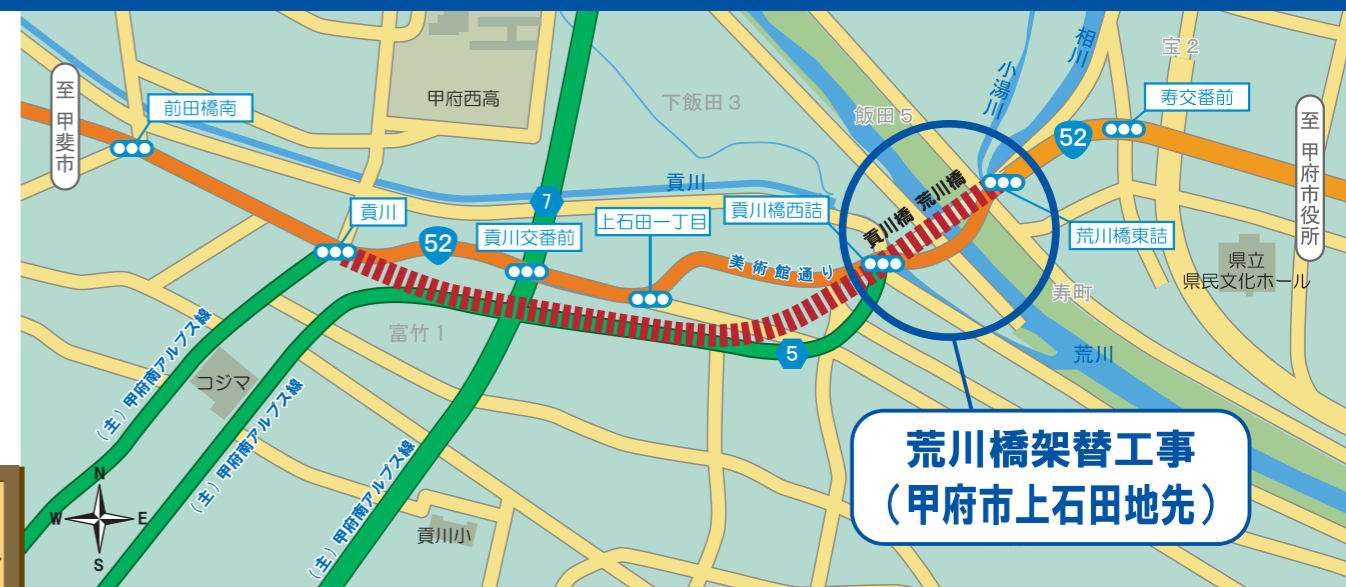 至 甲斐市
前田橋南
甲府西高
下飯田3
飯田5
小湯川
相川
宝2
寿交番前
52
至 甲府市役所
貢川
7
貢川
52
貢川交番前
上石田一丁目
貢川橋西詰
貢川橋
荒川橋
荒川橋東詰
美術館通り
県立
県民文化ホール
寿町
富竹1
5
荒川
コジマ
(主)甲府南アルプス線
(主)甲府南アルプス線
(主)甲府南アルプス線
貢川小
N
W
E
S
荒川橋架替工事
（甲府市上石田地先）